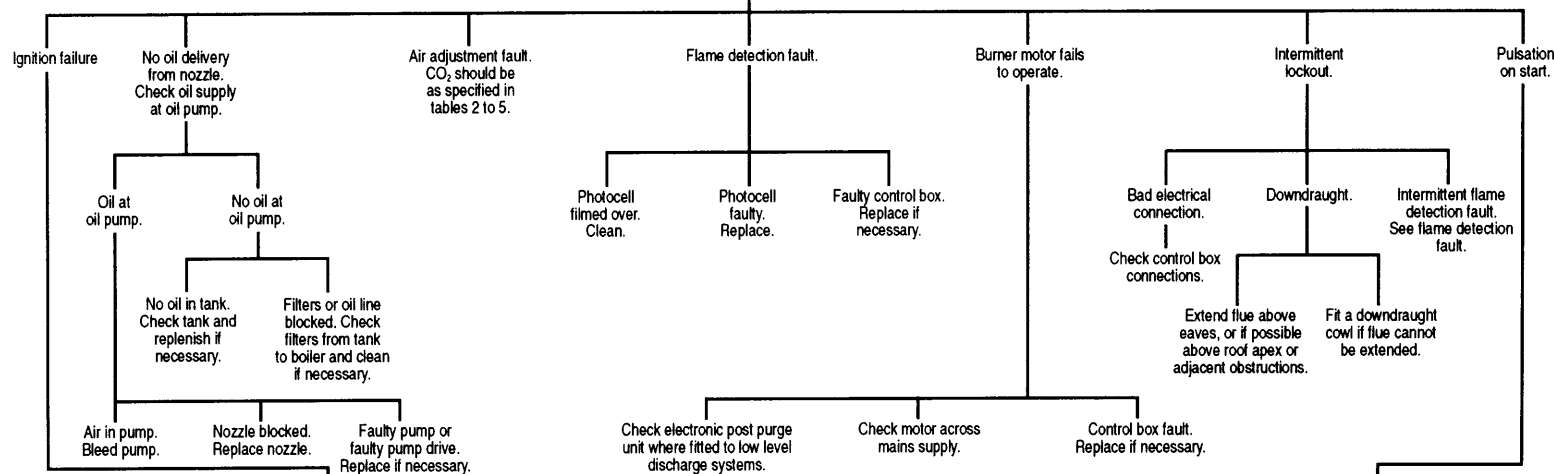 Ignition failure
No oil delivery
from nozzle.
Check oil supply
at oil pump.
Air adjustment fault.
CO₂ should be
as specified in
tables 2 to 5.
Flame detection fault.
Burner motor fails
to operate.
Intermittent
lockout.
Pulsation
on start.
Oil at
oil pump.
No oil at
oil pump.
Photocell
filmed over.
Clean.
Photocell
faulty.
Replace.
Faulty control box.
Replace if
necessary.
Bad electrical
connection.
Downdraught.
Intermittent flame
detection fault.
See flame detection
fault.
Check control box
connections.
No oil in tank.
Check tank and
replenish if
necessary.
Filters or oil line
blocked. Check
filters from tank
to boiler and clean
if necessary.
Extend flue above
eaves, or if possible
above roof apex or
adjacent obstructions.
Fit a downdraught
cowl if flue cannot
be extended.
Air in pump.
Bleed pump.
Nozzle blocked.
Replace nozzle.
Faulty pump or
faulty pump drive.
Replace if necessary.
Check electronic post purge
unit where fitted to low level
discharge systems.
Check motor across
mains supply.
Control box fault.
Replace if necessary.